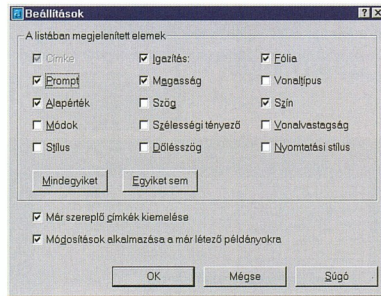 Beállítások
A listában megjelenített elemek
Címke
Igazítás:
Fólia
Prompt
Magasság
Vonaltípus
Alapérték
Szög
Szín
Módok
Szélességi tényező
Vonalvastagság
Stílus
Dőlésszög
Nyomtatási stílus
Mindegyiket
Egyiket sem
Már szereplő címkék kiemelése
Módosítások alkalmazása a már létező példányokra
OK
Mégse
Súgó